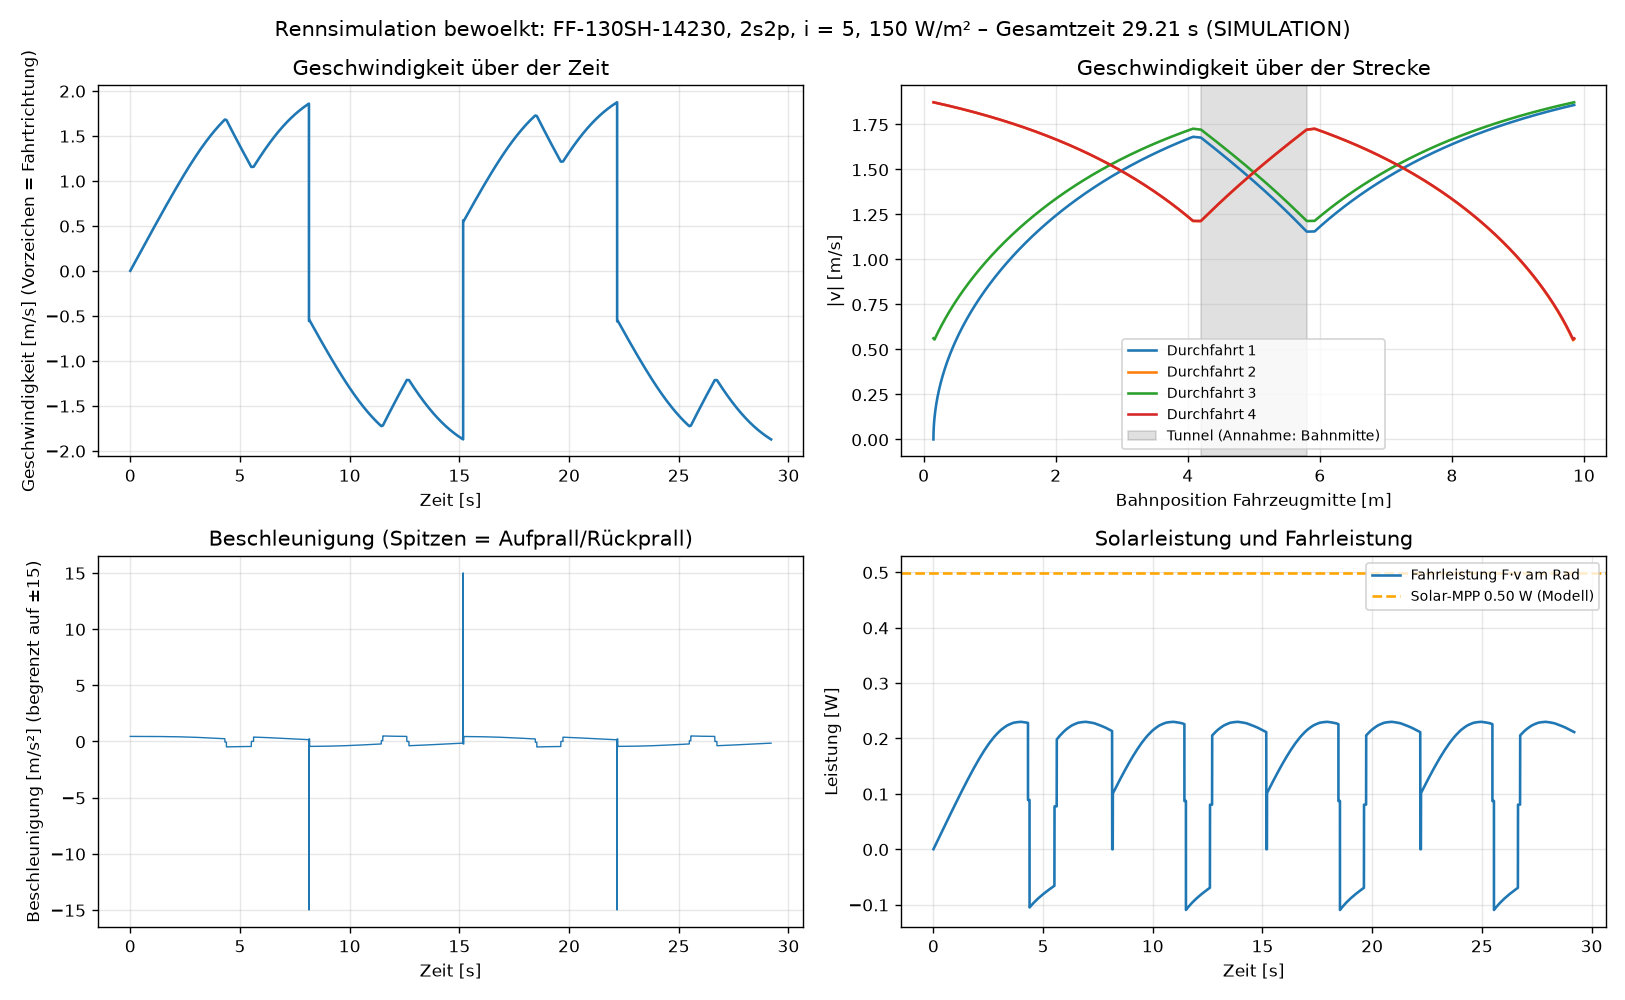 Rennsimulation bewoelkt: FF-130SH-14230, 2s2p, i = 5, 150 W/m² – Gesamtzeit 29.21 s (SIMULATION)
Geschwindigkeit über der Zeit
Geschwindigkeit [m/s] (Vorzeichen = Fahrtrichtung)
2.0
1.5
1.0
0.5
0.0
−0.5
−1.0
−1.5
−2.0
0 5 10 15 20 25 30
Zeit [s]
Geschwindigkeit über der Strecke
|v| [m/s]
1.75
1.50
1.25
1.00
0.75
0.50
0.25
0.00
Durchfahrt 1
Durchfahrt 2
Durchfahrt 3
Durchfahrt 4
Tunnel (Annahme: Bahnmitte)
0 2 4 6 8 10
Bahnposition Fahrzeugmitte [m]
Beschleunigung (Spitzen = Aufprall/Rückprall)
Beschleunigung [m/s²] (begrenzt auf ±15)
15
10
5
0
−5
−10
−15
0 5 10 15 20 25 30
Zeit [s]
Solarleistung und Fahrleistung
Leistung [W]
0.5
0.4
0.3
0.2
0.1
0.0
−0.1
Fahrleistung F·v am Rad
Solar-MPP 0.50 W (Modell)
0 5 10 15 20 25 30
Zeit [s]